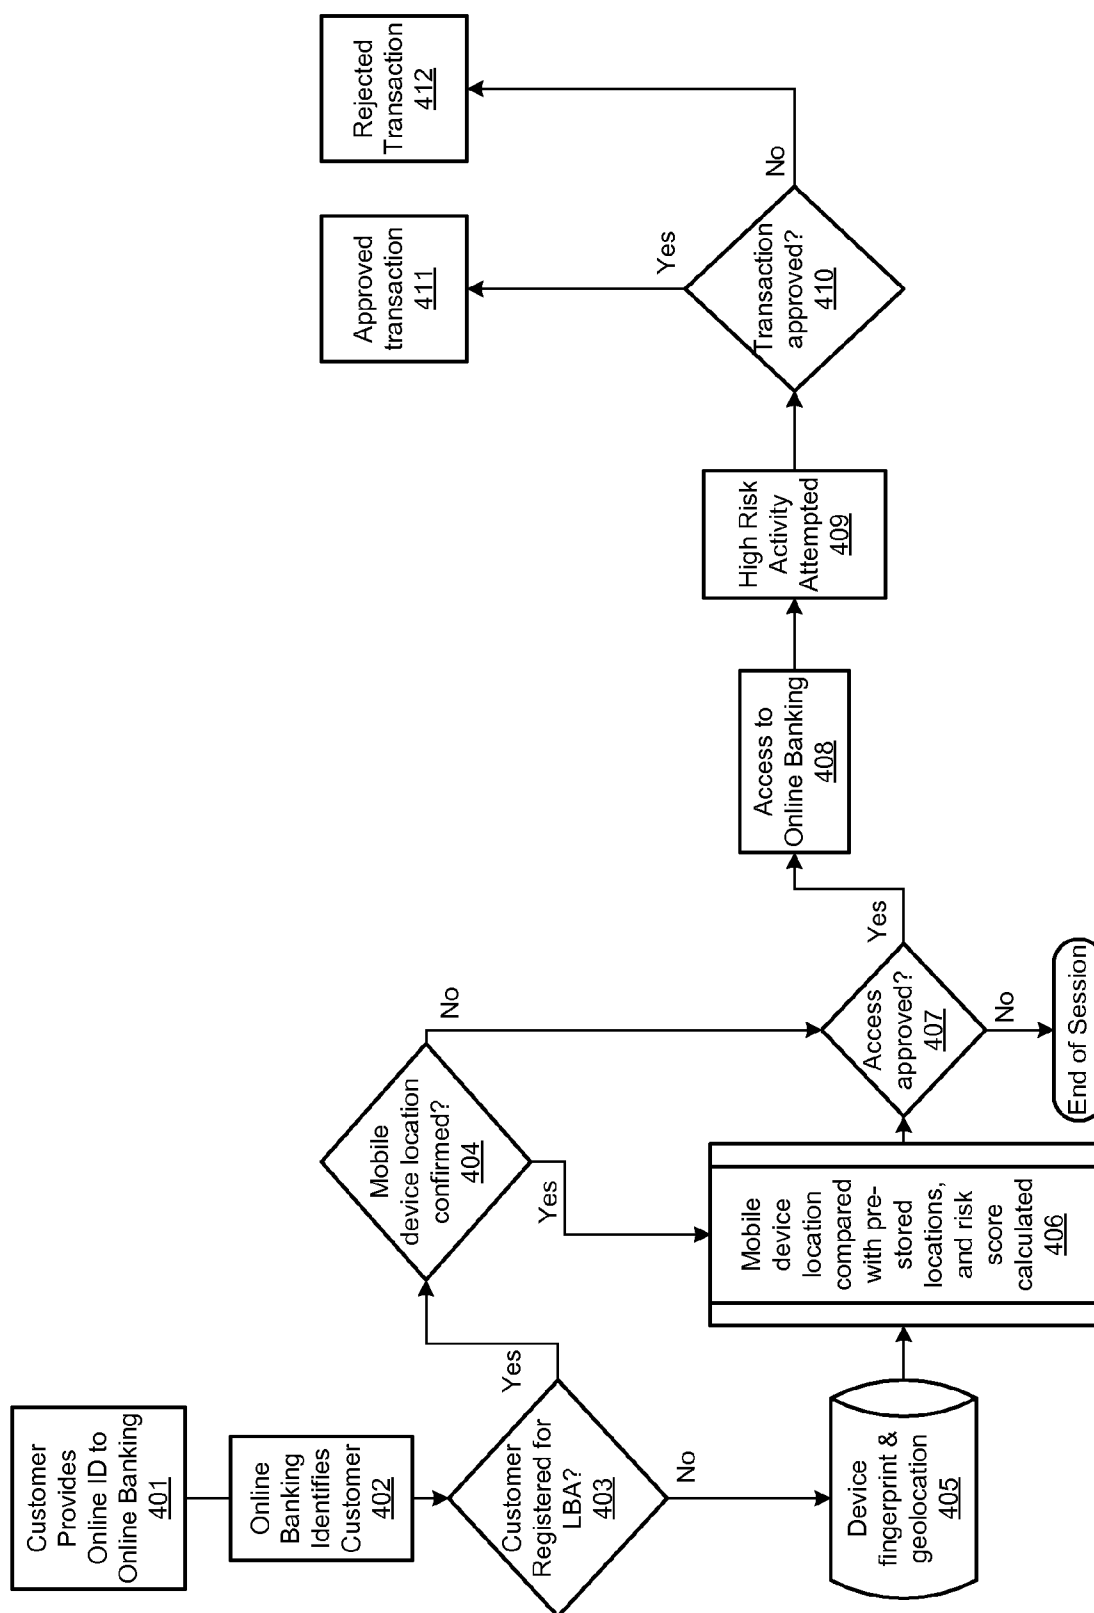 Customer
Provides
Online ID to
Online Banking
401
Online
Banking
Identifies
Customer
402
Customer
Registered for
LBA?
403
Yes
No
Mobile
device location
confirmed?
404
No
Yes
Device
fingerprint &
geolocation
405
Mobile
device
location
compared
with pre-
stored
locations,
and risk
score
calculated
406
Access
approved?
407
Yes
No
End of Session
Access to
Online Banking
408
High Risk
Activity
Attempted
409
Transaction
approved?
410
Yes
No
Approved
transaction
411
Rejected
Transaction
412